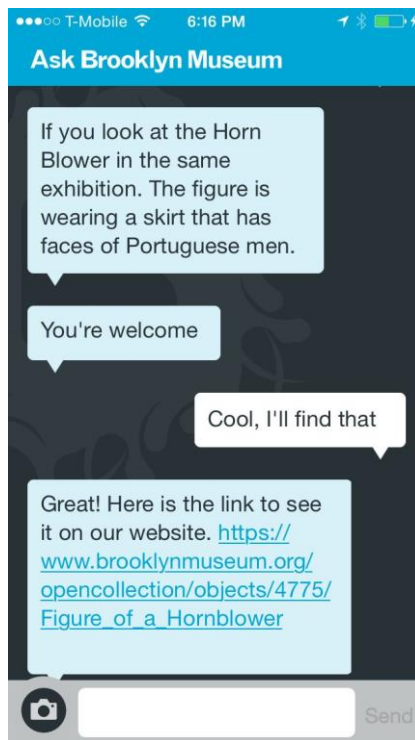 T-Mobile 6:16 PM
Ask Brooklyn Museum
If you look at the Horn
Blower in the same
exhibition. The figure is
wearing a skirt that has
faces of Portuguese men.
You're welcome
Cool, I'll find that
Great! Here is the link to see
it on our website. https://
www.brooklynmuseum.org/
opencollection/objects/4775/
Figure_of_a_Hornblower
Send